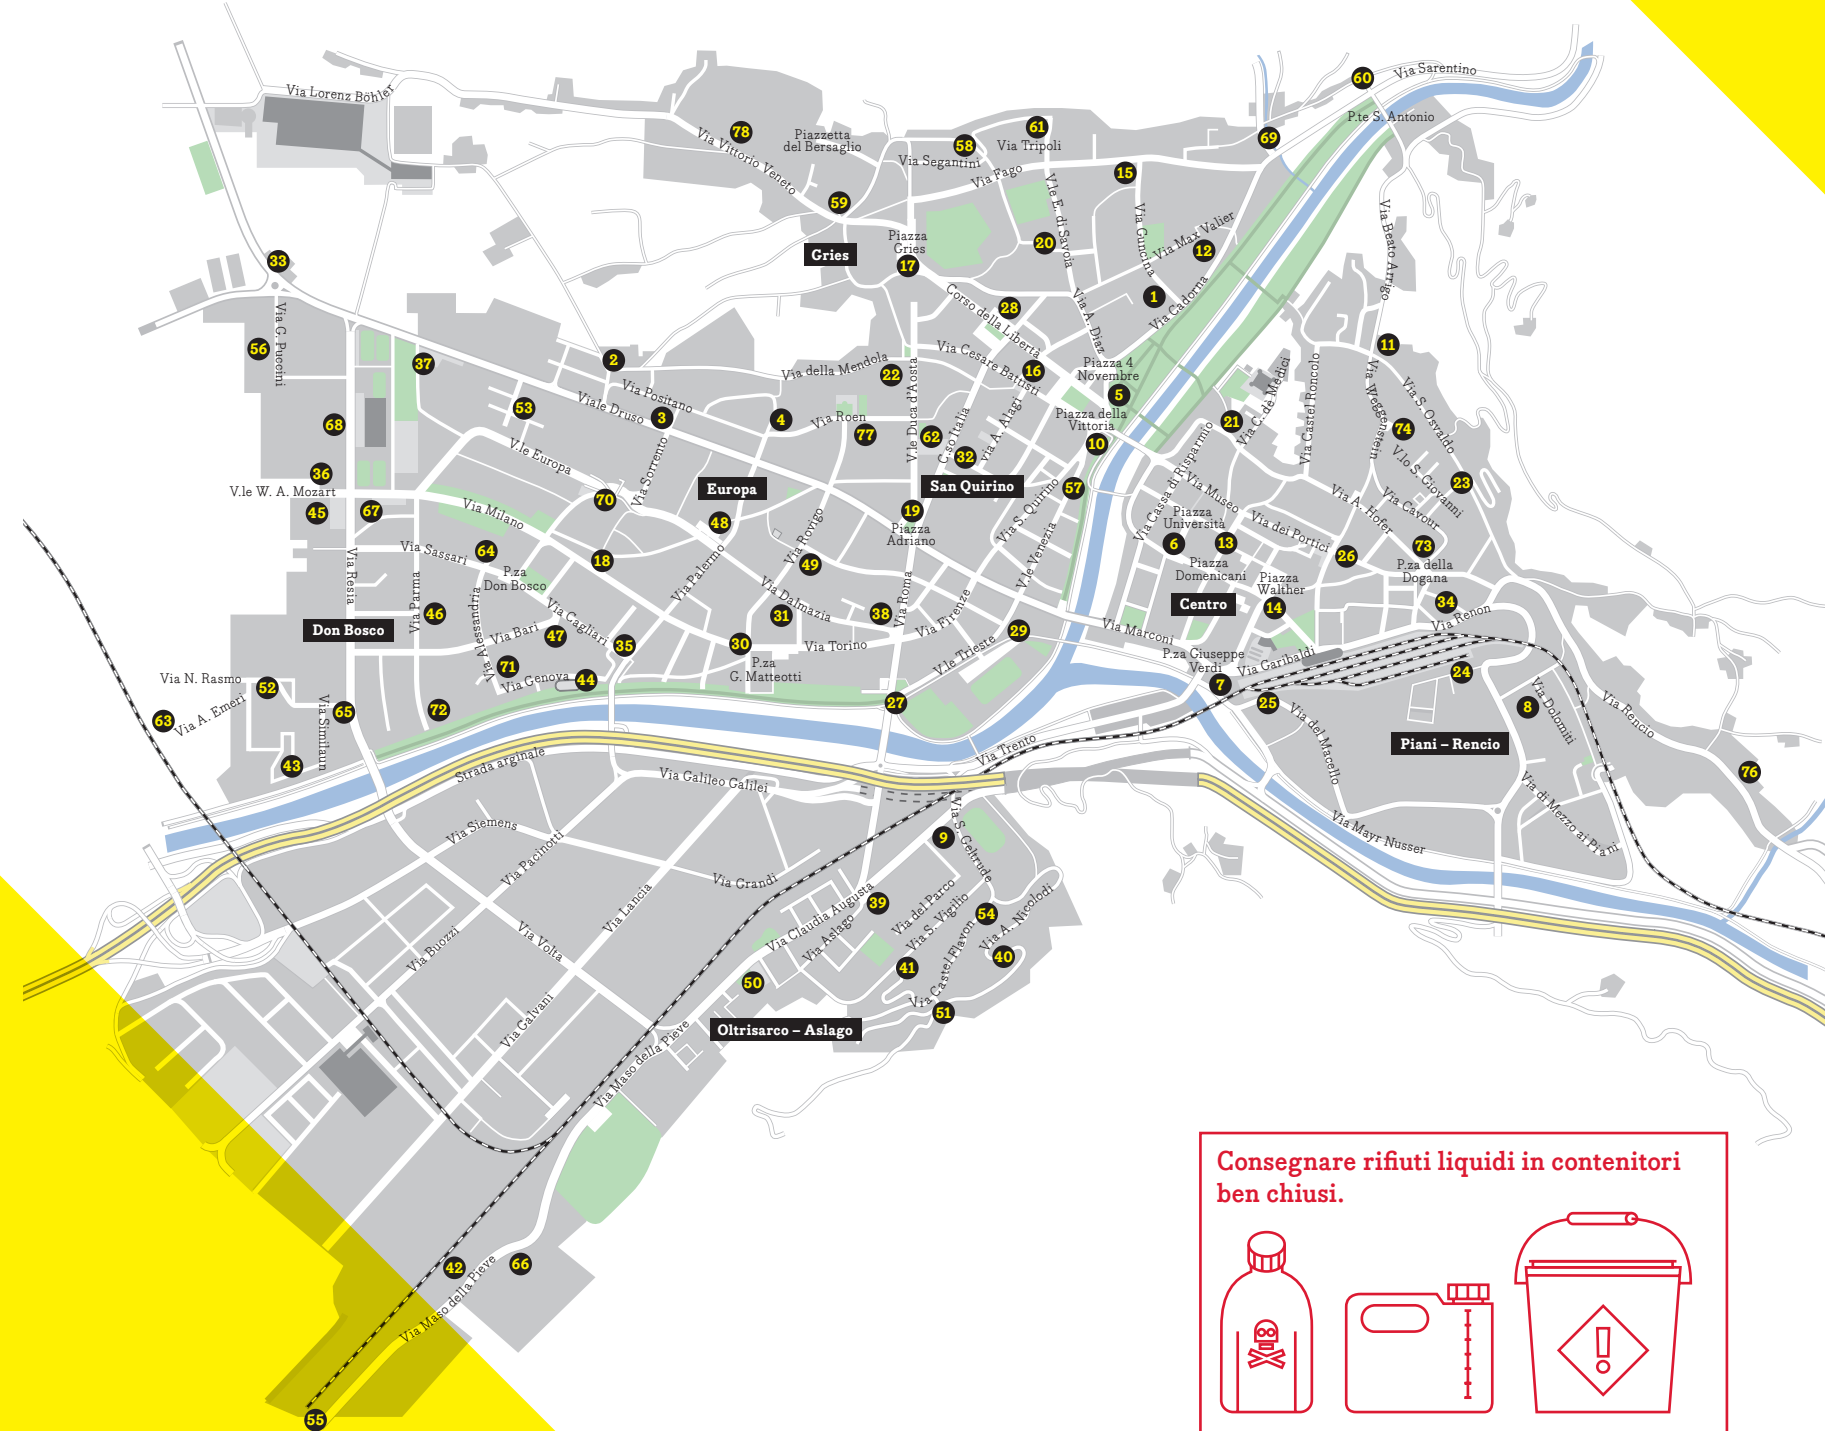 60
Via Sarentino
Via Lorenz Böhler
P.te S. Antonio
78
Piazzetta
del Bersaglio
61
58
Via Tripoli
69
Via Vittorio Veneto
Via Segantini
Via Fago
15
59
V.le E. di Savoia
Via Guncina
Via Max Valier
Via Beato Arrigo
Piazza
Gries
Gries
20
12
33
17
1
Via G. Puccini
Corso della Libertà
28
Via A. Diaz
Via Cadorna
56
37
2
Via della Mendola
22
Via Cesare Battisti
16
Piazza 4
Novembre
11
Via Positano
Viale Druso
3
4
Via Roen
77
V.le Duca d'Aosta
62
C.so Italia
Via A. Alagi
5
Piazza della
Vittoria
10
21
Via C. de Medici
Via Castel Roncolo
Via Weggenstein
Via S. Osvaldo
74
53
68
V.le Europa
Via Sorrento
32
San Quirino
Via Cassa di Risparmio
V.lo S. Giovanni
23
36
V.le W. A. Mozart
45
67
Via Milano
70
Europa
48
Via Rovigo
19
Piazza
Adriano
Via S. Quirino
57
Via Museo
Piazza
Università
Via dei Portici
Via A. Hofer
Via Cavour
6
13
26
73
Via Resia
Via Sassari
64
P.za
Don Bosco
18
Via Palermo
49
V.le Venezia
Piazza
Domenicani
Piazza
Walther
P.za della
Dogana
Via Parma
46
Via Alessandria
Via Cagliari
Via Dalmazia
31
38
Via Roma
Via Firenze
Centro
14
34
Via Renon
Don Bosco
Via Bari
47
35
30
Via Torino
V.le Trieste
29
Via Marconi
P.za Giuseppe
Verdi
Via Garibaldi
71
Via Genova
44
P.za
G. Matteotti
24
Via N. Rasmo
52
Via A. Emeri
63
Via Similaun
65
72
27
7
25
8
Via Dolomiti
Via Rencio
Via del Macello
Piani – Rencio
43
Strada arginale
Via Trento
76
Via Galileo Galilei
Via di Mezzo ai Piani
Via Siemens
Via Pacinotti
9
Via S. Geltrude
Via Mayr Nusser
Via Grandi
Via Lancia
Via Claudia Augusta
39
Via del Parco
Via S. Vigilio
54
Via A. Nicolodi
Via Buozzi
Via Volta
Via Aslago
41
Via Castel Flavon
40
50
51
Via Galvani
Oltrisarco – Aslago
Via Maso della Pieve
42
66
Via Maso della Pieve
55
Consegnare rifiuti liquidi in contenitori
ben chiusi.